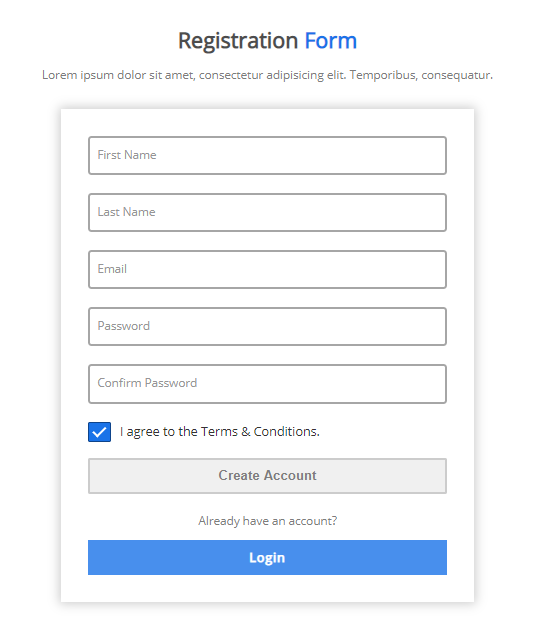 Registration Form
Lorem ipsum dolor sit amet, consectetur adipisicing elit. Temporibus, consequatur.
First Name
Last Name
Email
Password
Confirm Password
I agree to the Terms & Conditions.
Create Account
Already have an account?
Login